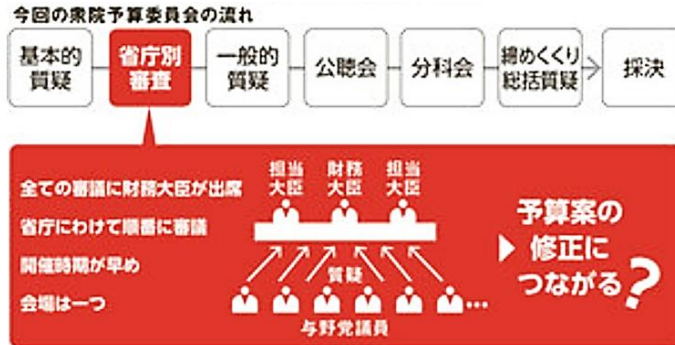 今回の衆院予算委員会の流れ
基本的
質疑
省庁別
審査
一般的
質疑
公聴会
分科会
締めくくり
総括質疑
採決
全ての審議に財務大臣が出席
省庁にわけて順番に審議
開催時期が早め
会場は一つ
担当
大臣
財務
大臣
担当
大臣
質疑
与野党議員
…
予算案の
修正に
つながる
?